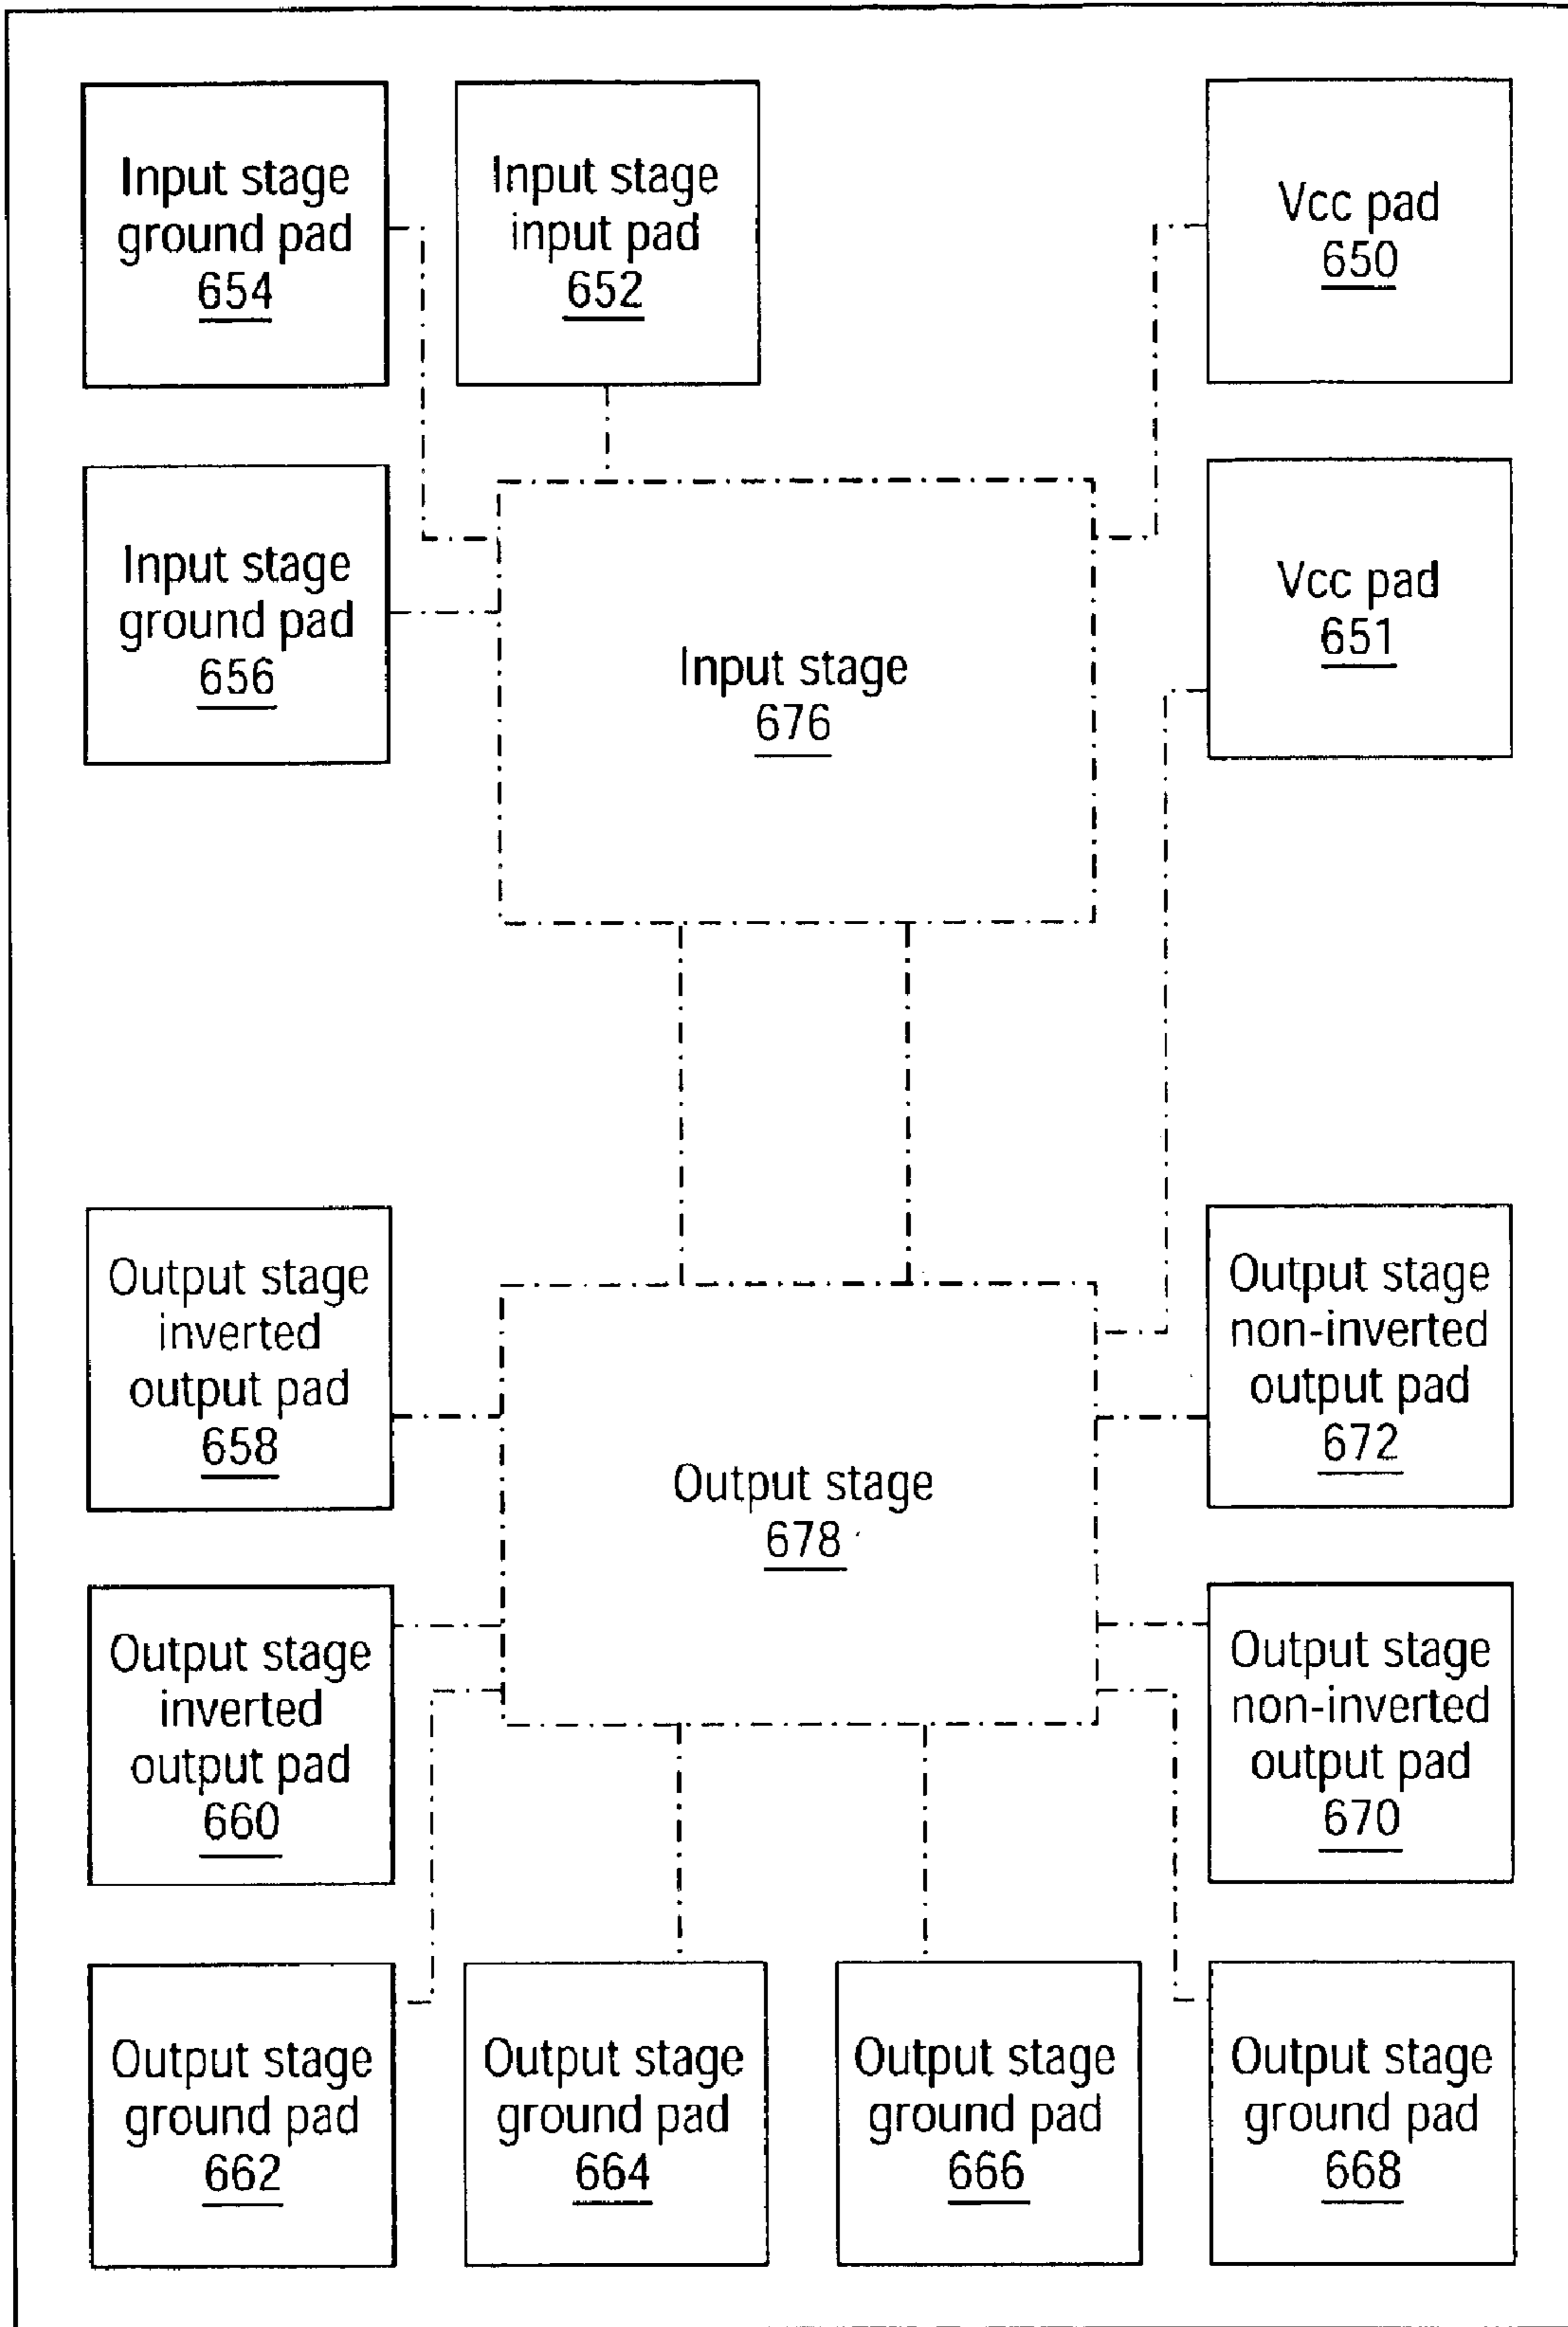 Input stage
ground pad
654
Input stage
input pad
652
Vcc pad
650
Input stage
ground pad
656
Input stage
676
Vcc pad
651
Output stage
inverted
output pad
658
Output stage
678
Output stage
non-inverted
output pad
672
Output stage
inverted
output pad
660
Output stage
non-inverted
output pad
670
Output stage
ground pad
662
Output stage
ground pad
664
Output stage
ground pad
666
Output stage
ground pad
668